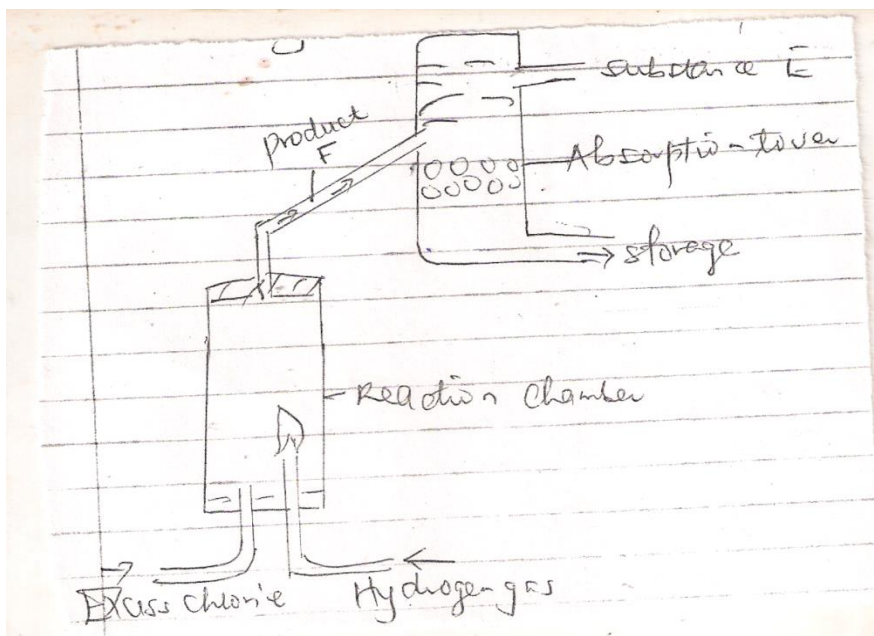 substance E
Product
F
Absorption tower
storage
Reaction Chamber
Excess Chlorine
Hydrogen gas